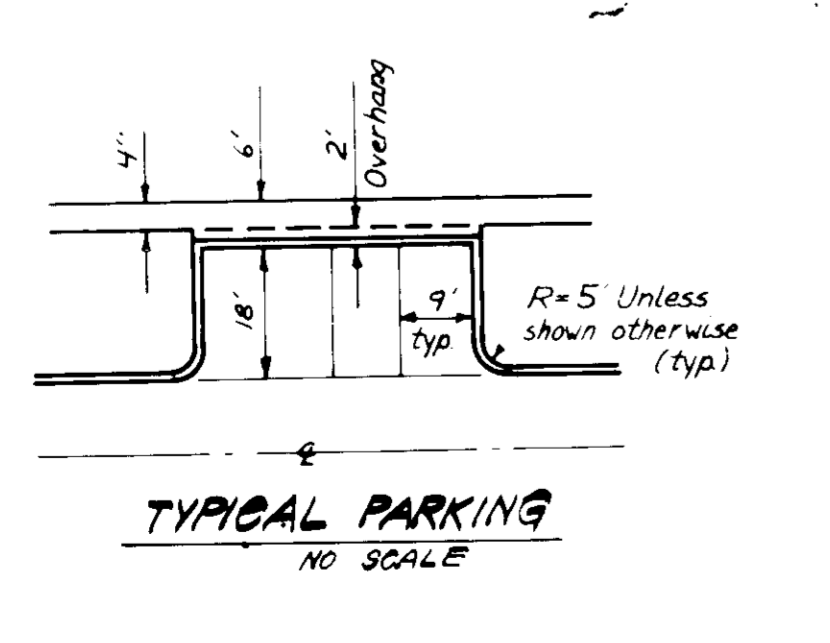 4'
6'
2'
Overhang
18'
9'
typ.
R=5' Unless
shown otherwise
(typ.)
℄
TYPICAL PARKING
NO SCALE